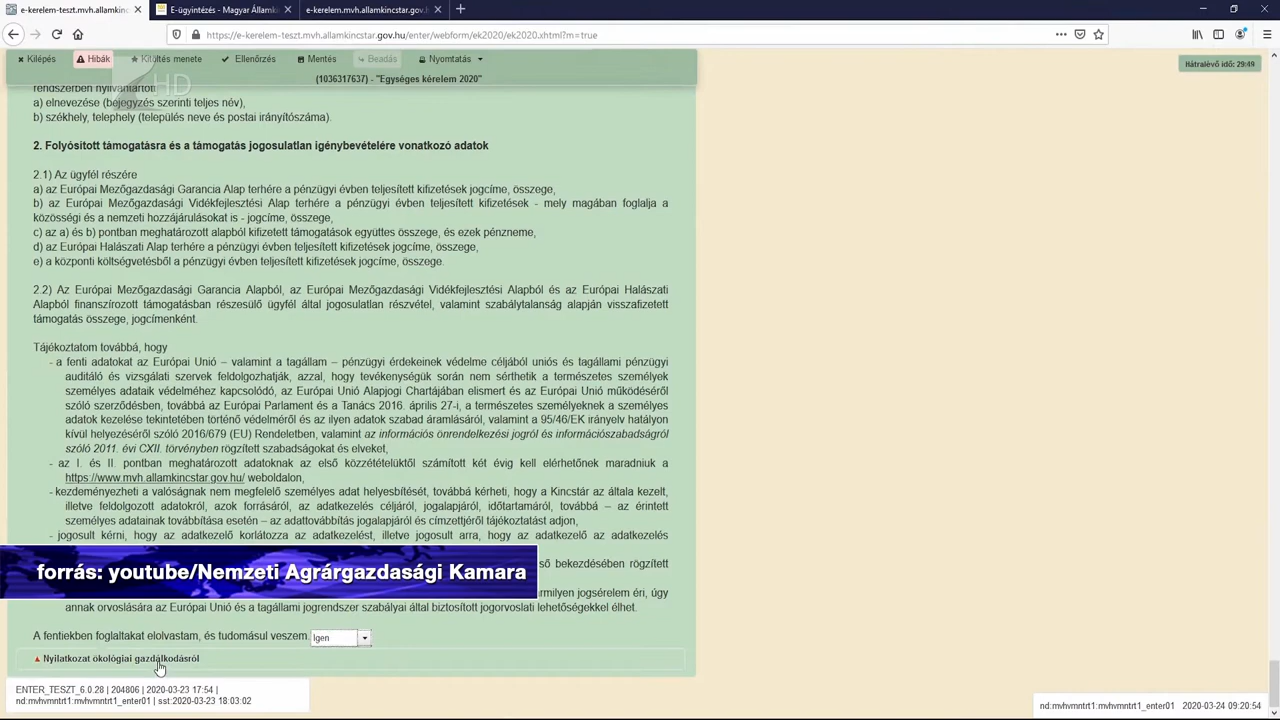 e-kerelem-teszt.mvh.allamkincstar E-ügyintézés - Magyar Államkin e-kerelem.mvh.allamkincstar.gov.hu/
https://e-kerelem-teszt.mvh.allamkincstar.gov.hu/enter/webform/ek2020/ek2020.xhtml?m=true
Kilépés Hibák Kitöltés menete Ellenőrzés Mentés Beadás Nyomtatás
Hátralévő idő: 29:49
(1036317637) - "Egységes kérelem 2020"
HD
rendszerben nyilvántartott
a) elnevezése (bejegyzés szerinti teljes név),
b) székhely, telephely (település neve és postai irányítószáma).
2. Folyósított támogatásra és a támogatás jogosulatlan igénybevételére vonatkozó adatok
2.1) Az ügyfél részére
a) az Európai Mezőgazdasági Garancia Alap terhére a pénzügyi évben teljesített kifizetések jogcíme, összege,
b) az Európai Mezőgazdasági Vidékfejlesztési Alap terhére a pénzügyi évben teljesített kifizetések - mely magában foglalja a
közösségi és a nemzeti hozzájárulásokat is - jogcíme, összege,
c) az a) és b) pontban meghatározott alapból kifizetett támogatások együttes összege, és ezek pénzneme,
d) az Európai Halászati Alap terhére a pénzügyi évben teljesített kifizetések jogcíme, összege,
e) a központi költségvetésből a pénzügyi évben teljesített kifizetések jogcíme, összege.
2.2) Az Európai Mezőgazdasági Garancia Alapból, az Európai Mezőgazdasági Vidékfejlesztési Alapból és az Európai Halászati
Alapból finanszírozott támogatásban részesülő ügyfél által jogosulatlan részvétel, valamint szabálytalanság alapján visszafizetett
támogatás összege, jogcímenként.
Tájékoztatom továbbá, hogy
- a fenti adatokat az Európai Unió – valamint a tagállam – pénzügyi érdekeinek védelme céljából uniós és tagállami pénzügyi
auditáló és vizsgálati szervek feldolgozhatják, azzal, hogy tevékenységük során nem sérthetik a természetes személyek
személyes adataik védelméhez kapcsolódó, az Európai Unió Alapjogi Chartájában elismert és az Európai Unió működéséről
szóló szerződésben, továbbá az Európai Parlament és a Tanács 2016. április 27-i, a természetes személyeknek a személyes
adatok kezelése tekintetében történő védelméről és az ilyen adatok szabad áramlásáról, valamint a 95/46/EK irányelv hatályon
kívül helyezéséről szóló 2016/679 (EU) Rendeletben, valamint az információs önrendelkezési jogról és információszabadságról
szóló 2011. évi CXII. törvényben rögzített szabadságokat és elveket,
- az I. és II. pontban meghatározott adatoknak az első közzétételüktől számított két évig kell elérhetőnek maradniuk a
https://www.mvh.allamkincstar.gov.hu/ weboldalon,
- kezdeményezheti a valóságnak nem megfelelő személyes adat helyesbítését, továbbá kérheti, hogy a Kincstár az általa kezelt,
illetve feldolgozott adatokról, azok forrásáról, az adatkezelés céljáról, jogalapjáról, időtartamáról, továbbá – az érintett
személyes adatainak továbbítása esetén – az adattovábbítás jogalapjáról és címzettjéről tájékoztatást adjon,
- jogosult kérni, hogy az adatkezelő korlátozza az adatkezelést, illetve jogosult arra, hogy az adatkezelő az adatkezelés
ső bekezdésében rögzített
forrás: youtube/Nemzeti Agrárgazdasági Kamara
rmilyen jogsérelem éri, úgy
annak orvoslására az Európai Unió és a tagállami jogrendszer szabályai által biztosított jogorvoslati lehetőségekkel élhet.
A fentiekben foglaltakat elolvastam, és tudomásul veszem. Igen
Nyilatkozat ökológiai gazdálkodásról
ENTER_TESZT_6.0.28 | 204806 | 2020-03-23 17:54 |
nd:mvhvmntrt1:mvhvmntrt1_enter01 | sst:2020-03-23 18:03:02
nd:mvhvmntrt1:mvhvmntrt1_enter01 2020-03-24 09:20:54